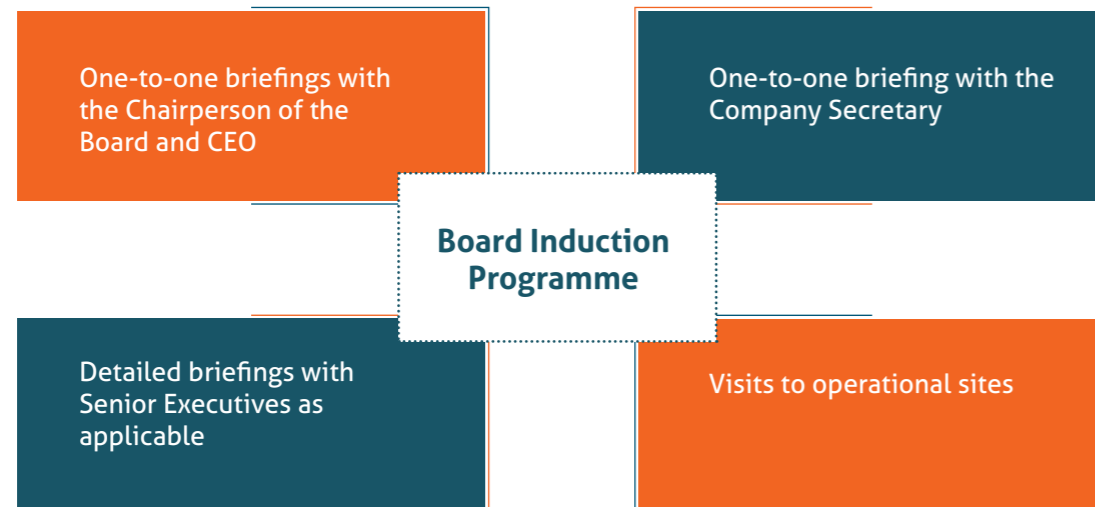 One-to-one briefings with
the Chairperson of the
Board and CEO
One-to-one briefing with the
Company Secretary
Board Induction
Programme
Detailed briefings with
Senior Executives as
applicable
Visits to operational sites